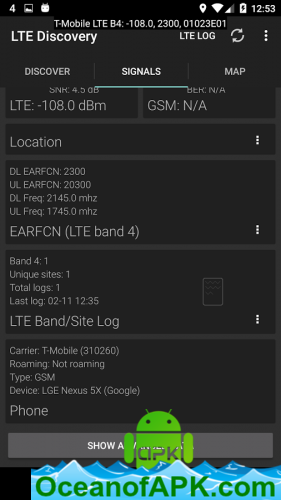 4
12:53
T-Mobile LTE B4: -108.0, 2300, 01023E01
LTE Discovery
LTE LOG
DISCOVER
SIGNALS
MAP
SNR: 4.5 dB
BER: N/A
LTE: -108.0 dBm
GSM: N/A
Location
DL EARFCN: 2300
UL EARFCN: 20300
DL Freq: 2145.0 mhz
UL Freq: 1745.0 mhz
EARFCN (LTE band 4)
Band 4: 1
Unique sites: 1
Total logs: 1
Last log: 02-11 12:35
LTE Band/Site Log
Carrier: T-Mobile (310260)
Roaming: Not roaming
Type: GSM
Device: LGE Nexus 5X (Google)
Phone
SHOW
APK
OceanofAPK.com